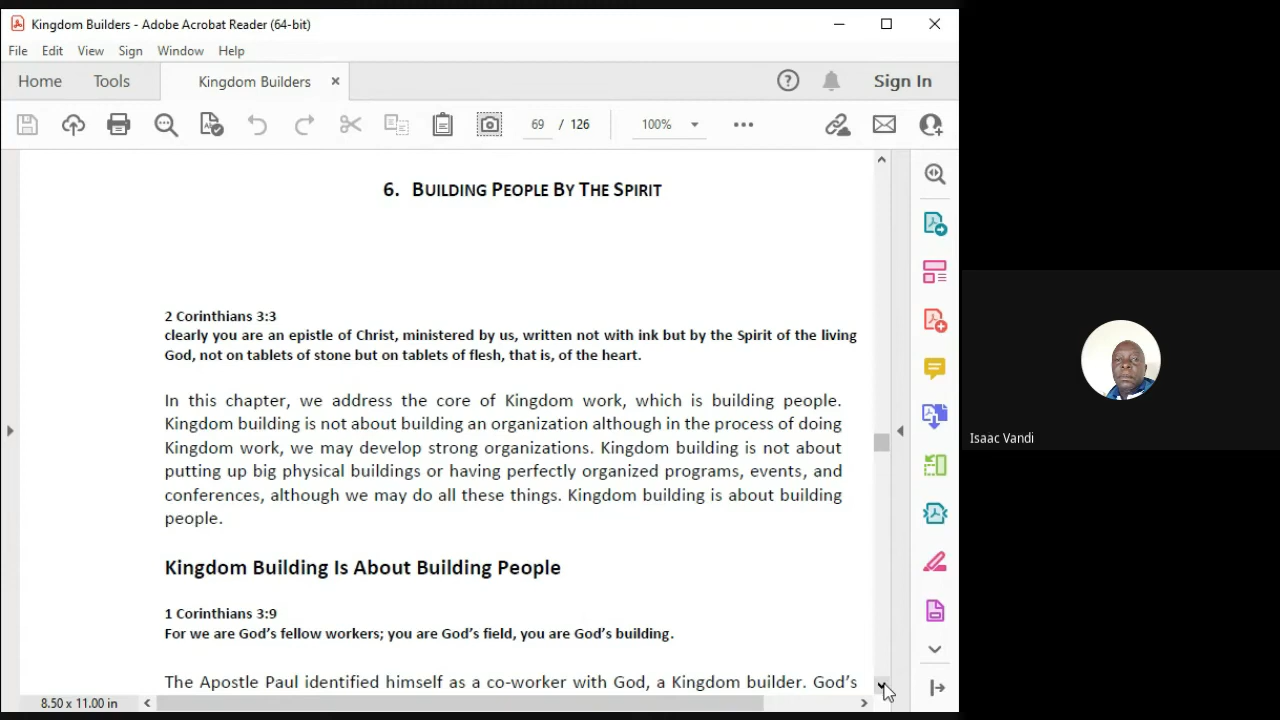 Kingdom Builders - Adobe Acrobat Reader (64-bit)
File Edit View Sign Window Help
Home Tools Kingdom Builders × Sign In
69 / 126 100%
6. BUILDING PEOPLE BY THE SPIRIT
2 Corinthians 3:3
clearly you are an epistle of Christ, ministered by us, written not with ink but by the Spirit of the living
God, not on tablets of stone but on tablets of flesh, that is, of the heart.
In this chapter, we address the core of Kingdom work, which is building people.
Kingdom building is not about building an organization although in the process of doing
Kingdom work, we may develop strong organizations. Kingdom building is not about
putting up big physical buildings or having perfectly organized programs, events, and
conferences, although we may do all these things. Kingdom building is about building
people.
Kingdom Building Is About Building People
1 Corinthians 3:9
For we are God’s fellow workers; you are God’s field, you are God’s building.
The Apostle Paul identified himself as a co-worker with God, a Kingdom builder. God’s
8.50 x 11.00 in
Isaac Vandi